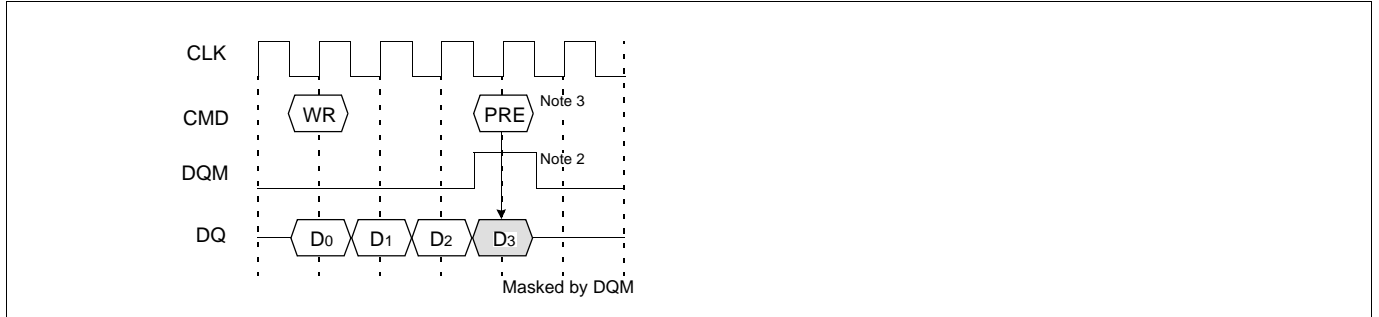 CLK
CMD WR PRE Note 3
DQM Note 2
DQ D0 D1 D2 D3
Masked by DQM